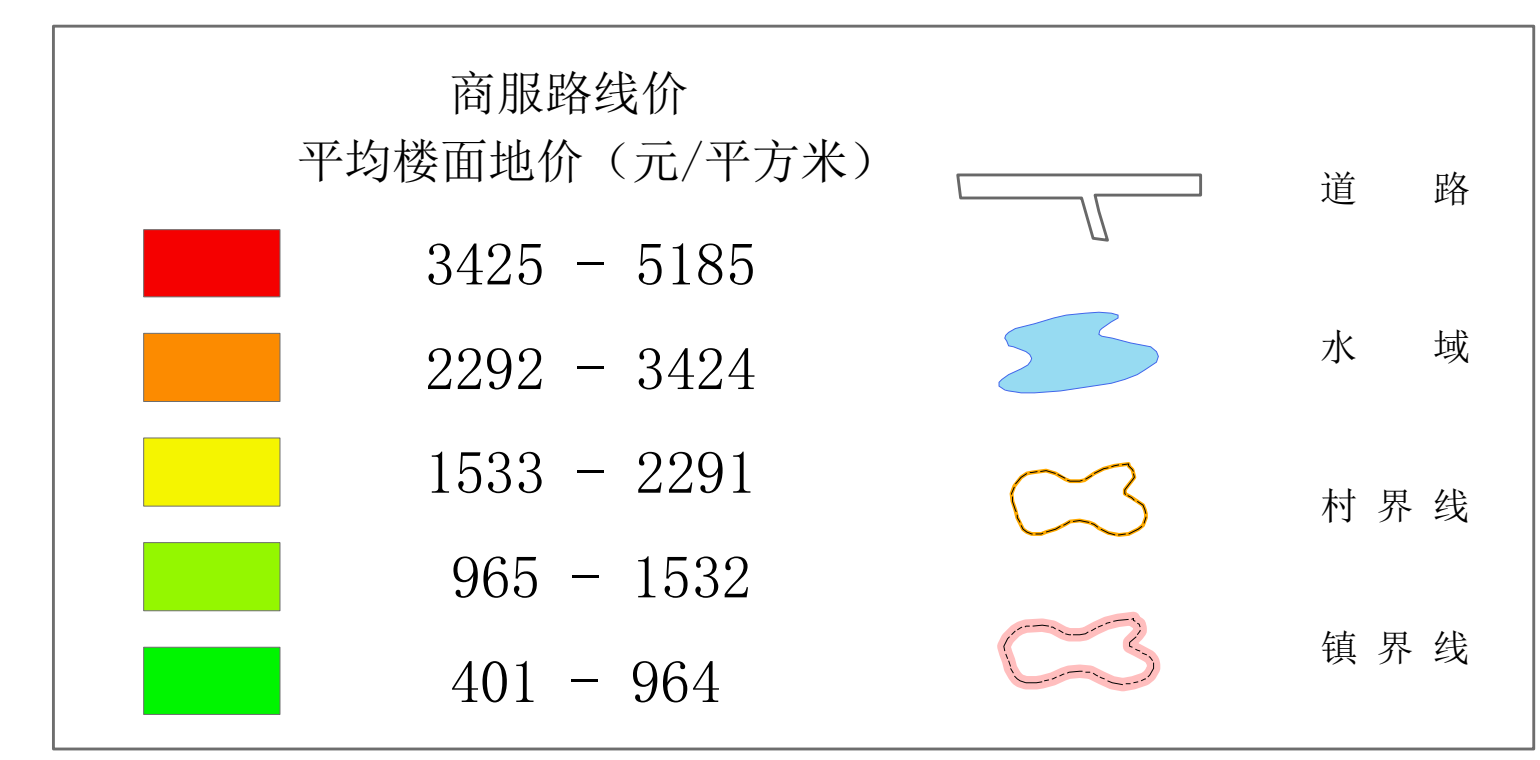 商服路线价
平均楼面地价（元/平方米）
3425 - 5185
2292 - 3424
1533 - 2291
965 - 1532
401 - 964
道 路
水 域
村 界 线
镇 界 线